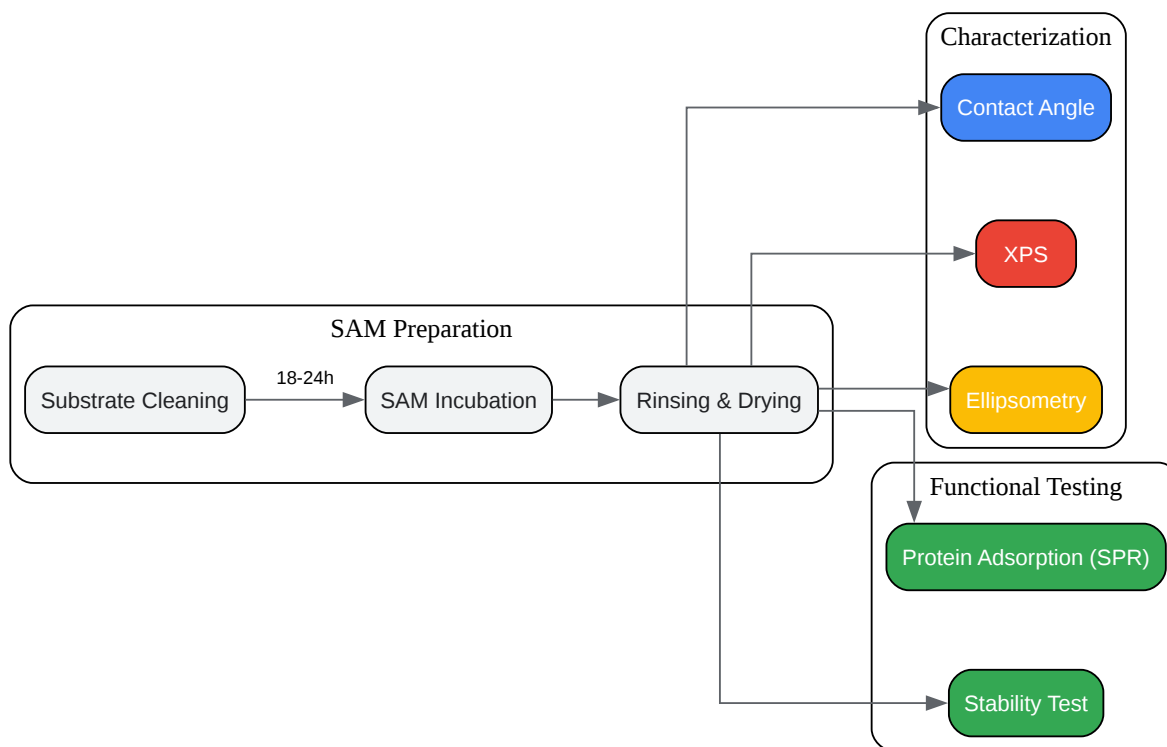 Characterization
Contact Angle
XPS
SAM Preparation
18-24h
Substrate Cleaning
SAM Incubation
Rinsing & Drying
Ellipsometry
Functional Testing
Protein Adsorption (SPR)
Stability Test